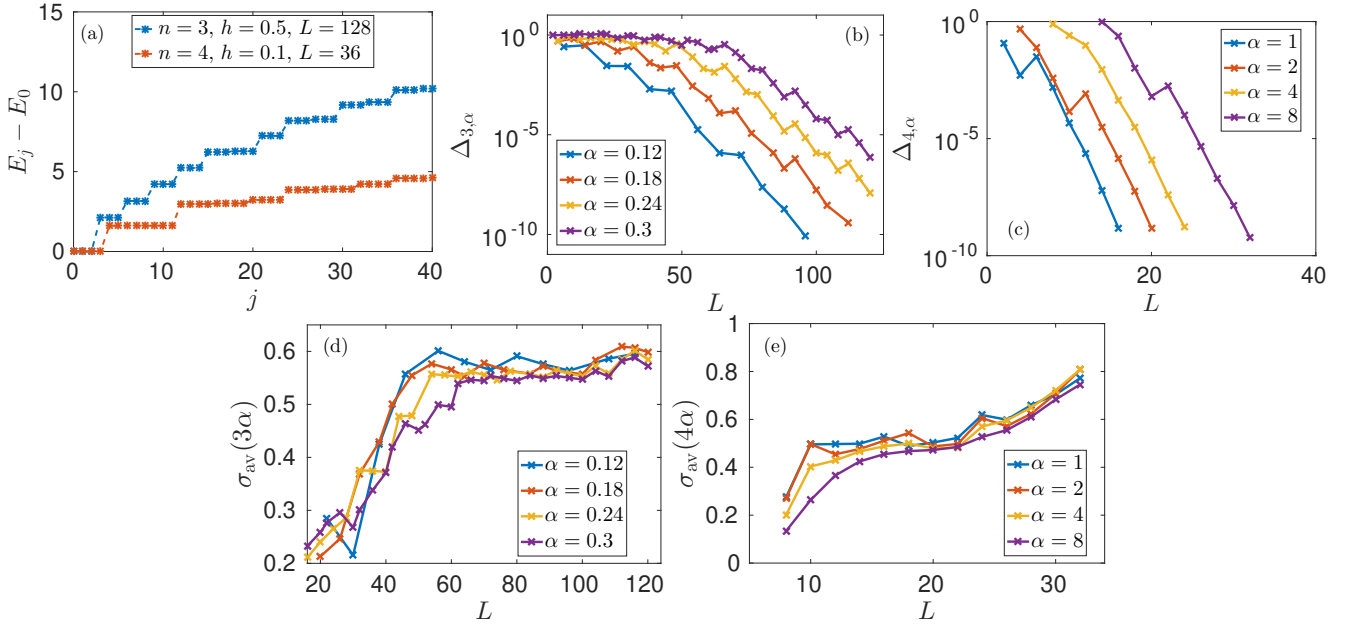 (a)
n = 3, h = 0.5, L = 128
n = 4, h = 0.1, L = 36
15
10
5
0
0 10 20 30 40
j
E_j − E_0
(b)
10^0
10^{-5}
10^{-10}
Δ_{3,α}
α = 0.12
α = 0.18
α = 0.24
α = 0.3
0 50 100
L
(c)
10^0
10^{-5}
10^{-10}
Δ_{4,α}
α = 1
α = 2
α = 4
α = 8
0 20 40
L
(d)
0.6
0.5
0.4
0.3
0.2
σ_{av}(3α)
α = 0.12
α = 0.18
α = 0.24
α = 0.3
20 40 60 80 100 120
L
(e)
1
0.8
0.6
0.4
0.2
0
σ_{av}(4α)
α = 1
α = 2
α = 4
α = 8
10 20 30
L